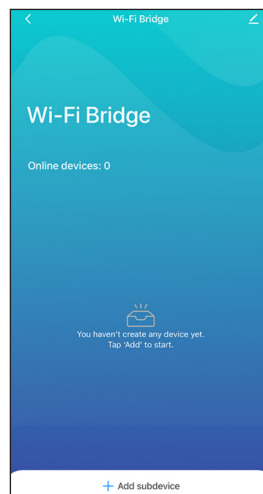 Wi-Fi Bridge
Wi-Fi Bridge
Online devices: 0
You haven't create any device yet.
Tap 'Add' to start.
+ Add subdevice